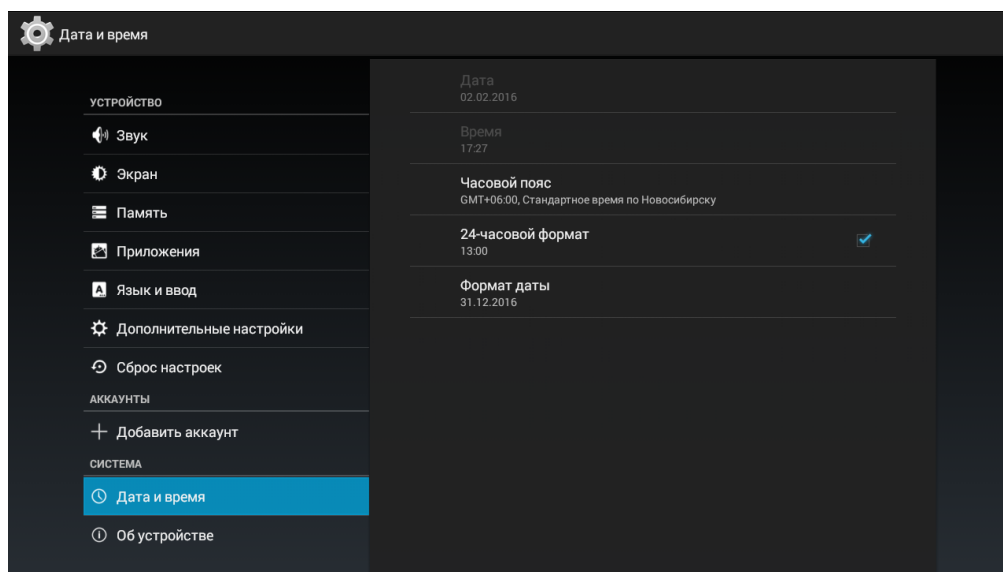 Дата и время
УСТРОЙСТВО
Звук
Экран
Память
Приложения
Язык и ввод
Дополнительные настройки
Сброс настроек
АККАУНТЫ
Добавить аккаунт
СИСТЕМА
Дата и время
Об устройстве
Дата
02.02.2016
Время
17:27
Часовой пояс
GMT+06:00, Стандартное время по Новосибирску
24-часовой формат
13:00
Формат даты
31.12.2016